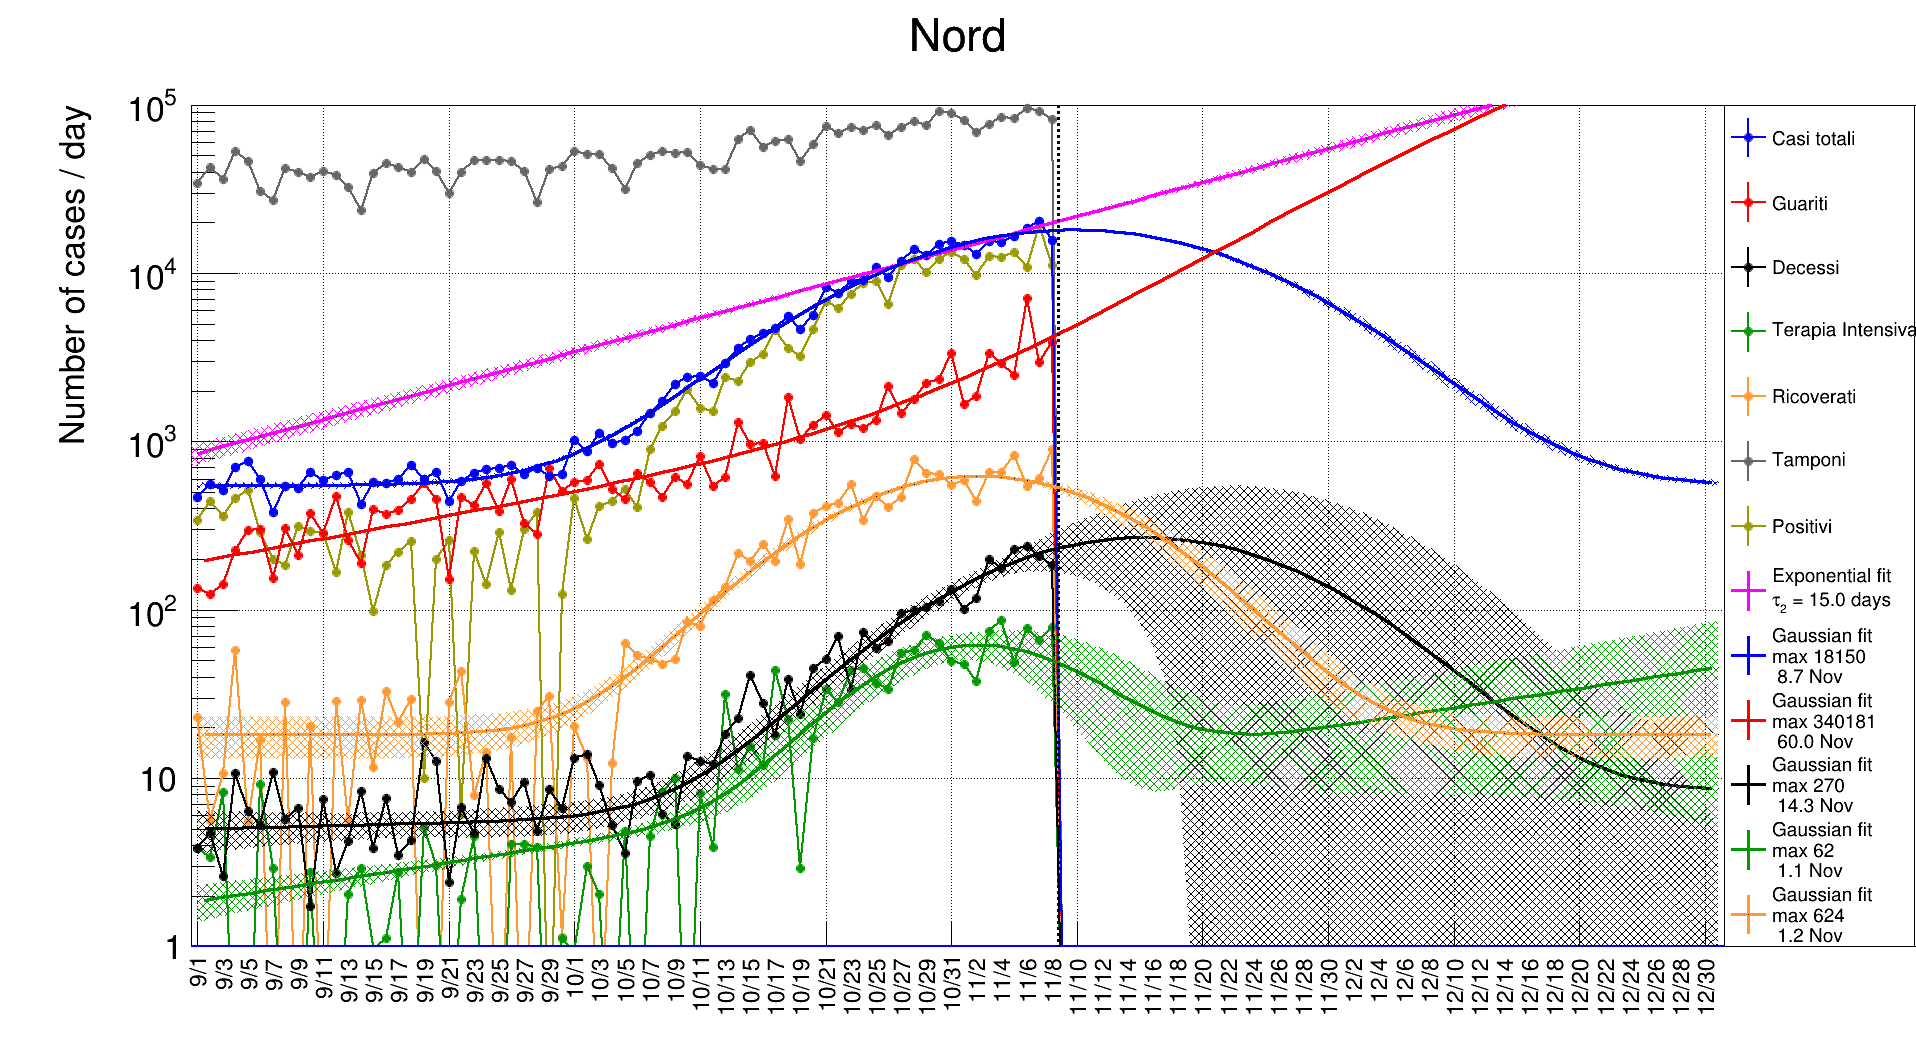 Nord
Number of cases / day
10^5
10^4
10^3
10^2
10
1
9/1
9/3
9/5
9/7
9/9
9/11
9/13
9/15
9/17
9/19
9/21
9/23
9/25
9/27
9/29
10/1
10/3
10/5
10/7
10/9
10/11
10/13
10/15
10/17
10/19
10/21
10/23
10/25
10/27
10/29
10/31
11/2
11/4
11/6
11/8
11/10
11/12
11/14
11/16
11/18
11/20
11/22
11/24
11/26
11/28
11/30
12/2
12/4
12/6
12/8
12/10
12/12
12/14
12/16
12/18
12/20
12/22
12/24
12/26
12/28
12/30
Casi totali
Guariti
Decessi
Terapia Intensiva
Ricoverati
Tamponi
Positivi
Exponential fit
τ2 = 15.0 days
Gaussian fit
max 18150
8.7 Nov
Gaussian fit
max 340181
60.0 Nov
Gaussian fit
max 270
14.3 Nov
Gaussian fit
max 62
1.1 Nov
Gaussian fit
max 624
1.2 Nov